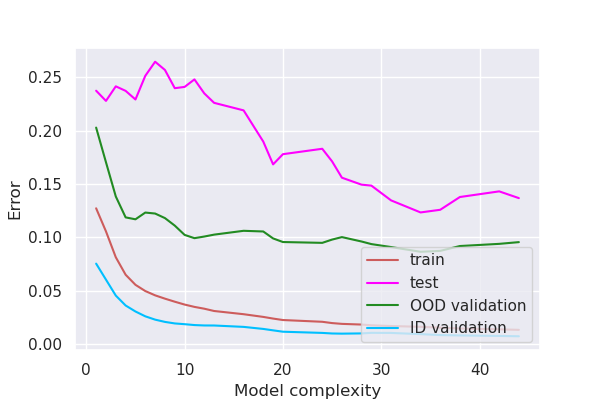 0.25
0.20
0.15
0.10
0.05
0.00
Error
0
10
20
30
40
Model complexity
train
test
OOD validation
ID validation